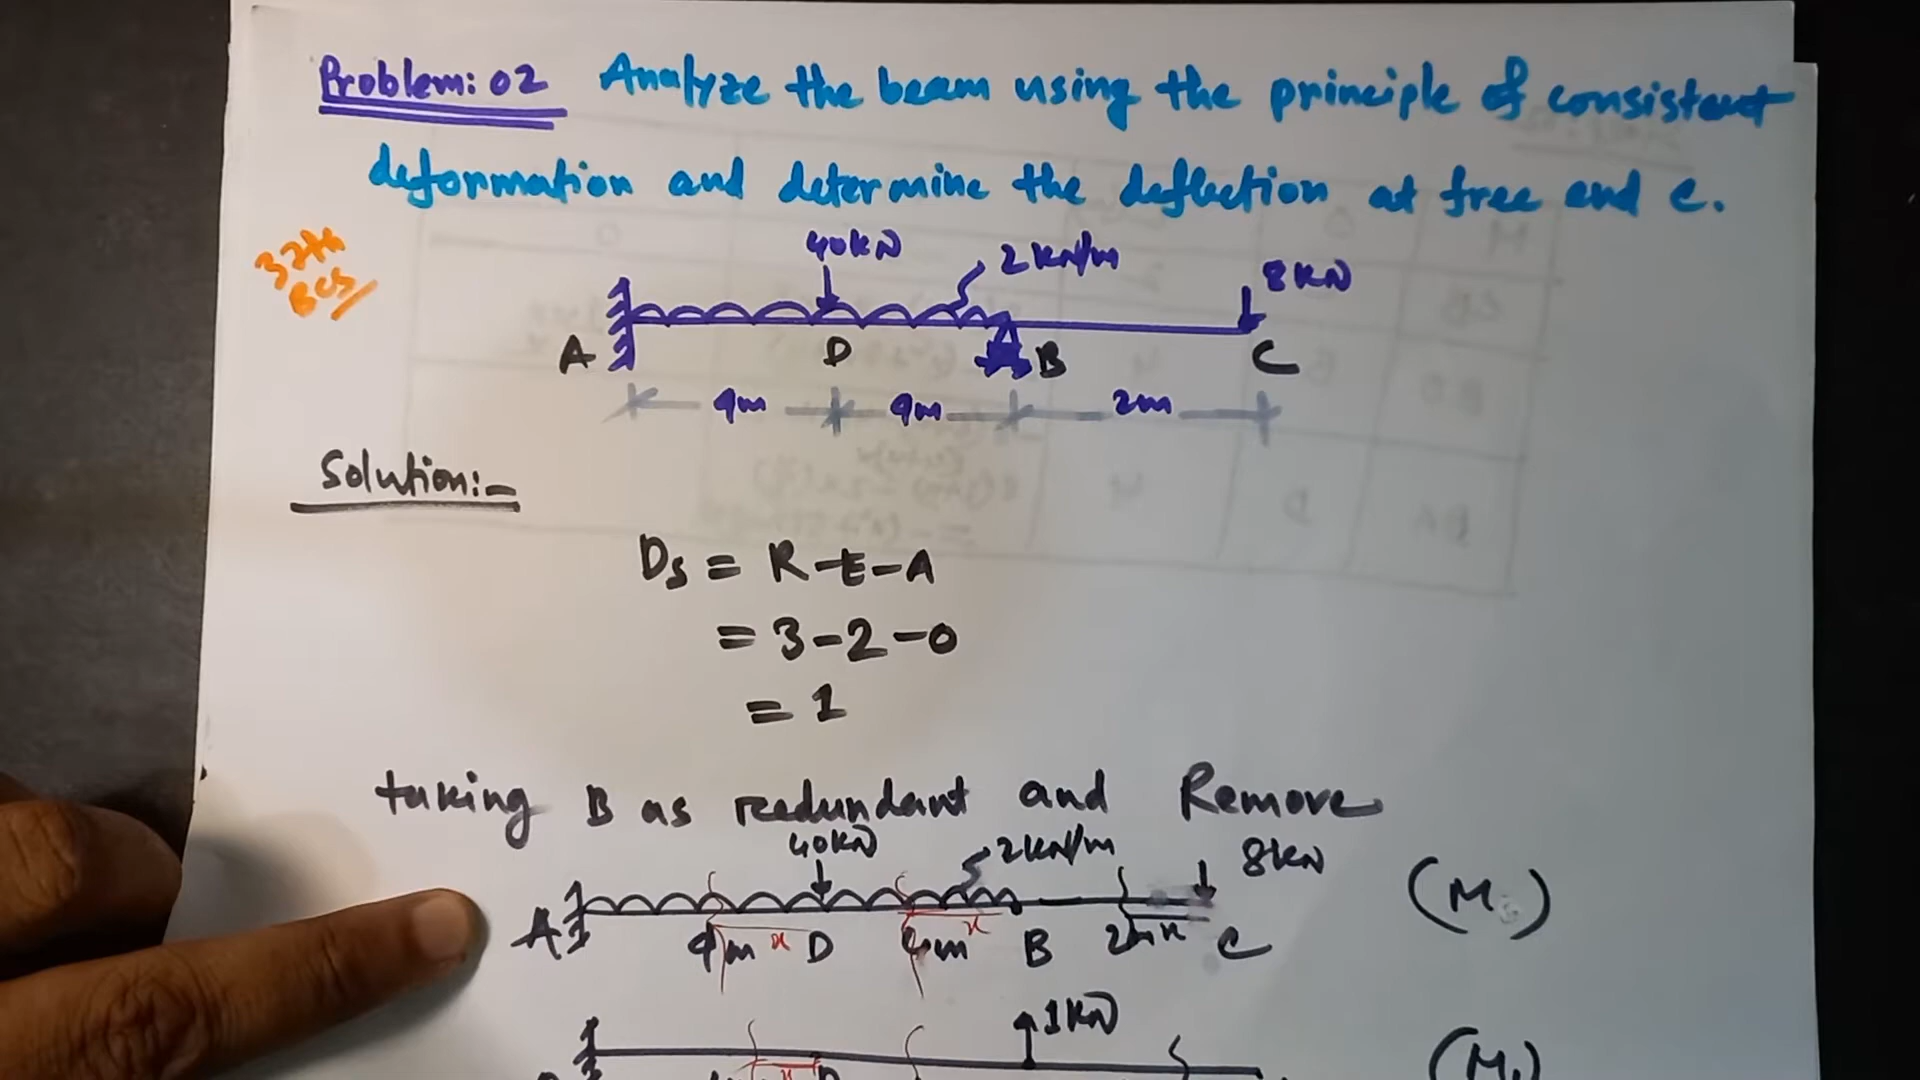 Problem: 02 Analyze the beam using the principle of consistent
deformation and determine the deflection at free end C.
37th
BCS
40kN 2kN/m 8kN
A D B C
4m 4m 2m
Solution:-
Ds = R-E-A
= 3-2-0
= 1
taking B as redundant and Remove
40kN 2kN/m 8kN
A 4m x D 4m x B 2m x C
1kN
x D